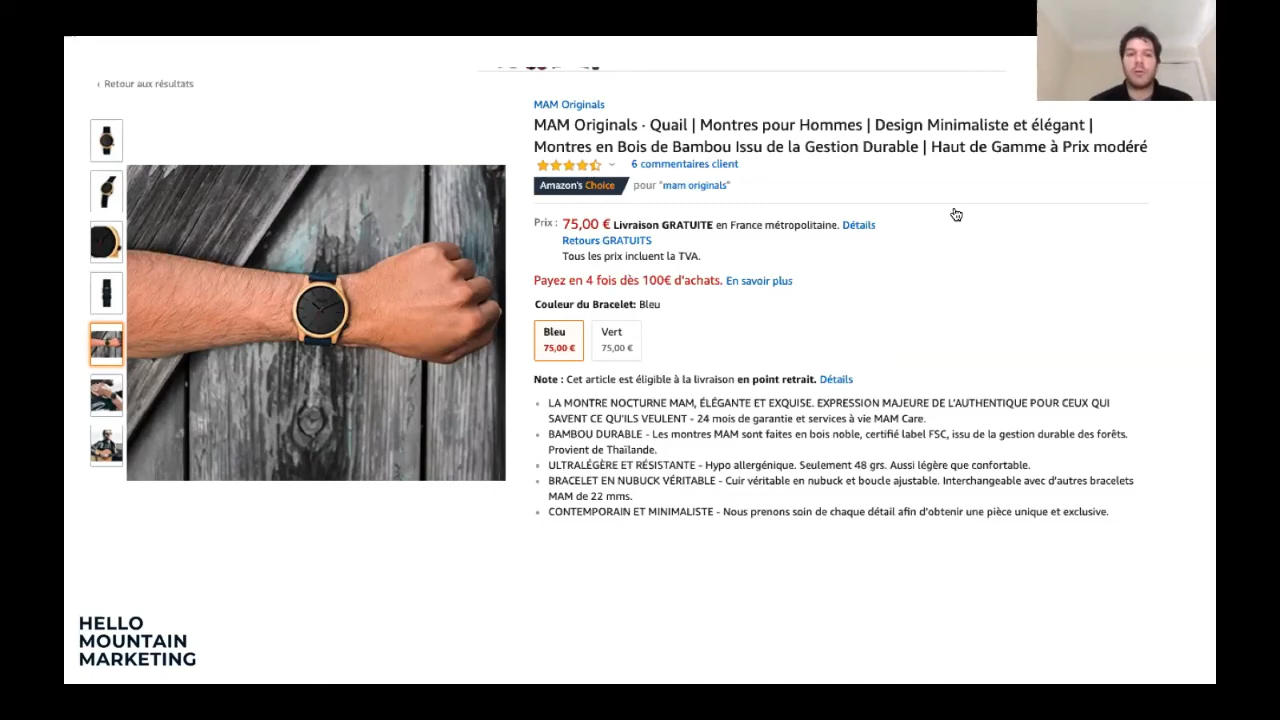 ‹ Retour aux résultats
MAM Originals
MAM Originals · Quail | Montres pour Hommes | Design Minimaliste et élégant |
Montres en Bois de Bambou Issu de la Gestion Durable | Haut de Gamme à Prix modéré
6 commentaires client
Amazon's Choice pour "mam originals"
Prix : 75,00 € Livraison GRATUITE en France métropolitaine. Détails
Retours GRATUITS
Tous les prix incluent la TVA.
Payez en 4 fois dès 100€ d'achats. En savoir plus
Couleur du Bracelet: Bleu
Bleu Vert
75,00 € 75,00 €
Note : Cet article est éligible à la livraison en point retrait. Détails
LA MONTRE NOCTURNE MAM, ÉLÉGANTE ET EXQUISE. EXPRESSION MAJEURE DE L'AUTHENTIQUE POUR CEUX QUI
SAVENT CE QU'ILS VEULENT - 24 mois de garantie et services à vie MAM Care.
BAMBOU DURABLE - Les montres MAM sont faites en bois noble, certifié label FSC, issu de la gestion durable des forêts.
Provient de Thaïlande.
ULTRALÉGÈRE ET RÉSISTANTE - Hypo allergénique. Seulement 48 grs. Aussi légère que confortable.
BRACELET EN NUBUCK VÉRITABLE - Cuir véritable en nubuck et boucle ajustable. Interchangeable avec d'autres bracelets
MAM de 22 mms.
CONTEMPORAIN ET MINIMALISTE - Nous prenons soin de chaque détail afin d'obtenir une pièce unique et exclusive.
HELLO
MOUNTAIN
MARKETING